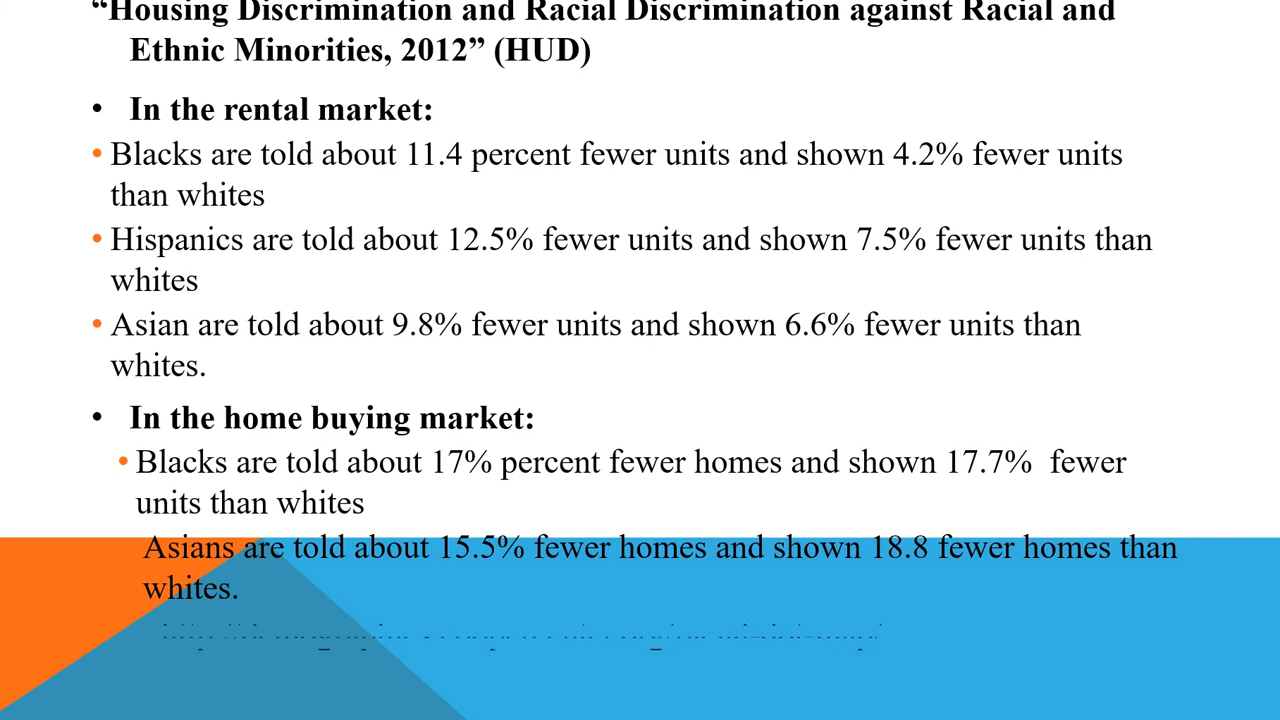 “Housing Discrimination and Racial Discrimination against Racial and
Ethnic Minorities, 2012” (HUD)
• In the rental market:
• Blacks are told about 11.4 percent fewer units and shown 4.2% fewer units
than whites
• Hispanics are told about 12.5% fewer units and shown 7.5% fewer units than
whites
• Asian are told about 9.8% fewer units and shown 6.6% fewer units than
whites.
• In the home buying market:
• Blacks are told about 17% percent fewer homes and shown 17.7%  fewer
units than whites
Asians are told about 15.5% fewer homes and shown 18.8 fewer homes than
whites.